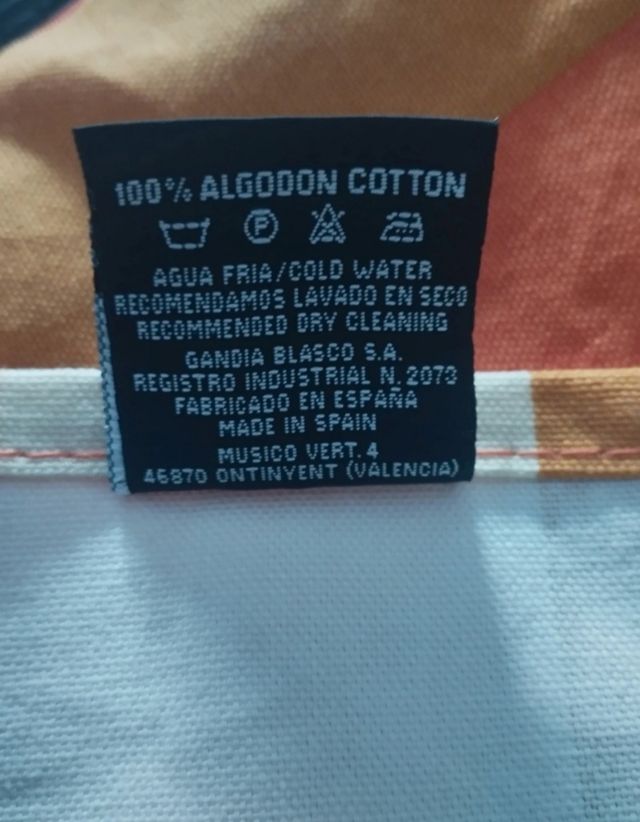 100% ALGODON COTTON
P
AGUA FRIA/COLD WATER
RECOMENDAMOS LAVADO EN SECO
RECOMMENDED DRY CLEANING
GANDIA BLASCO S.A.
REGISTRO INDUSTRIAL N. 2073
FABRICADO EN ESPAÑA
MADE IN SPAIN
MUSICO VERT. 4
46870 ONTINYENT (VALENCIA)